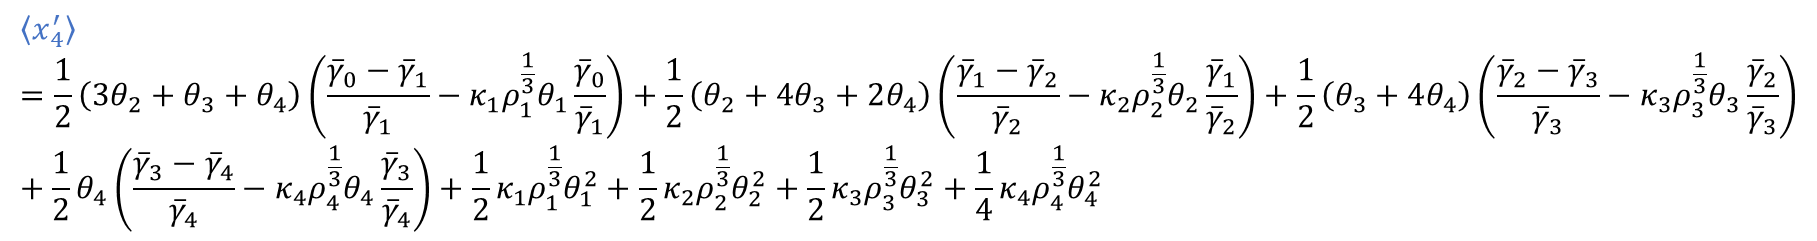 ⟨x₄′⟩
= 1/2 (3θ₂ + θ₃ + θ₄) ((γ̄₀ − γ̄₁)/γ̄₁ − κ₁ρ₁^(1/3)θ₁ γ̄₀/γ̄₁) + 1/2 (θ₂ + 4θ₃ + 2θ₄) ((γ̄₁ − γ̄₂)/γ̄₂ − κ₂ρ₂^(1/3)θ₂ γ̄₁/γ̄₂) + 1/2 (θ₃ + 4θ₄) ((γ̄₂ − γ̄₃)/γ̄₃ − κ₃ρ₃^(1/3)θ₃ γ̄₂/γ̄₃)
+ 1/2 θ₄ ((γ̄₃ − γ̄₄)/γ̄₄ − κ₄ρ₄^(1/3)θ₄ γ̄₃/γ̄₄) + 1/2 κ₁ρ₁^(1/3)θ₁² + 1/2 κ₂ρ₂^(1/3)θ₂² + 1/2 κ₃ρ₃^(1/3)θ₃² + 1/4 κ₄ρ₄^(1/3)θ₄²